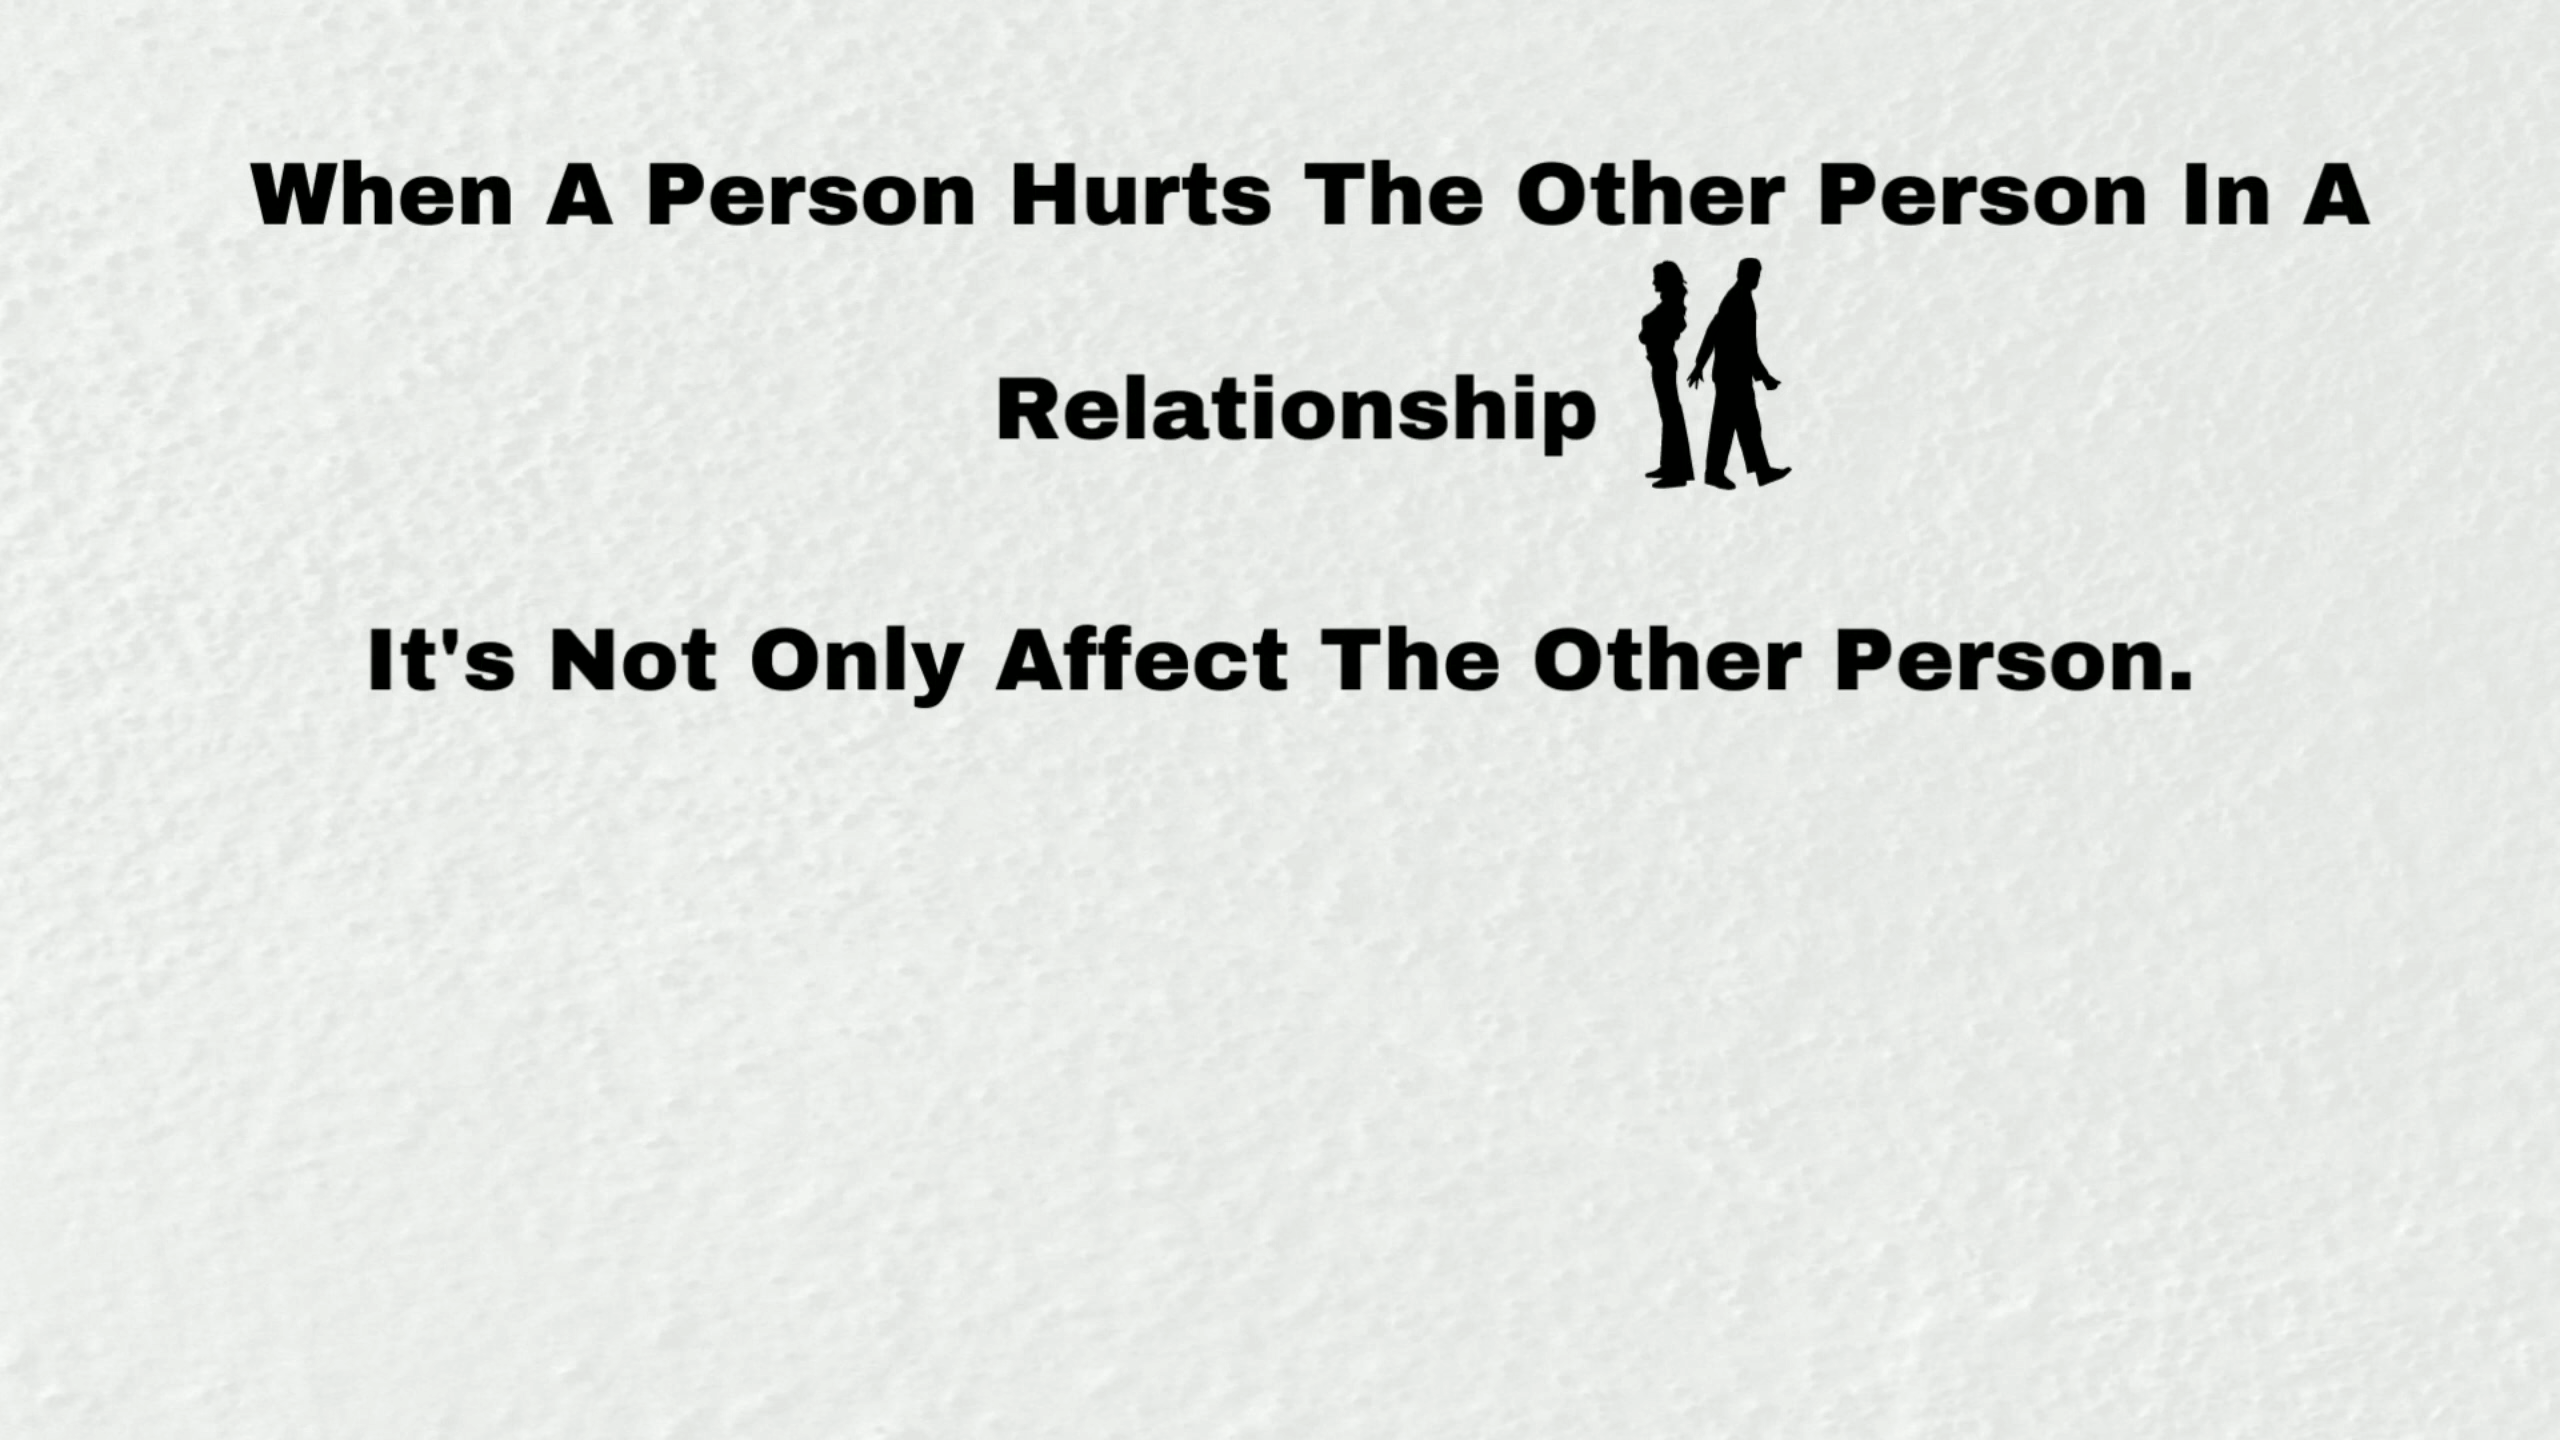 When A Person Hurts The Other Person In A
Relationship
It's Not Only Affect The Other Person.